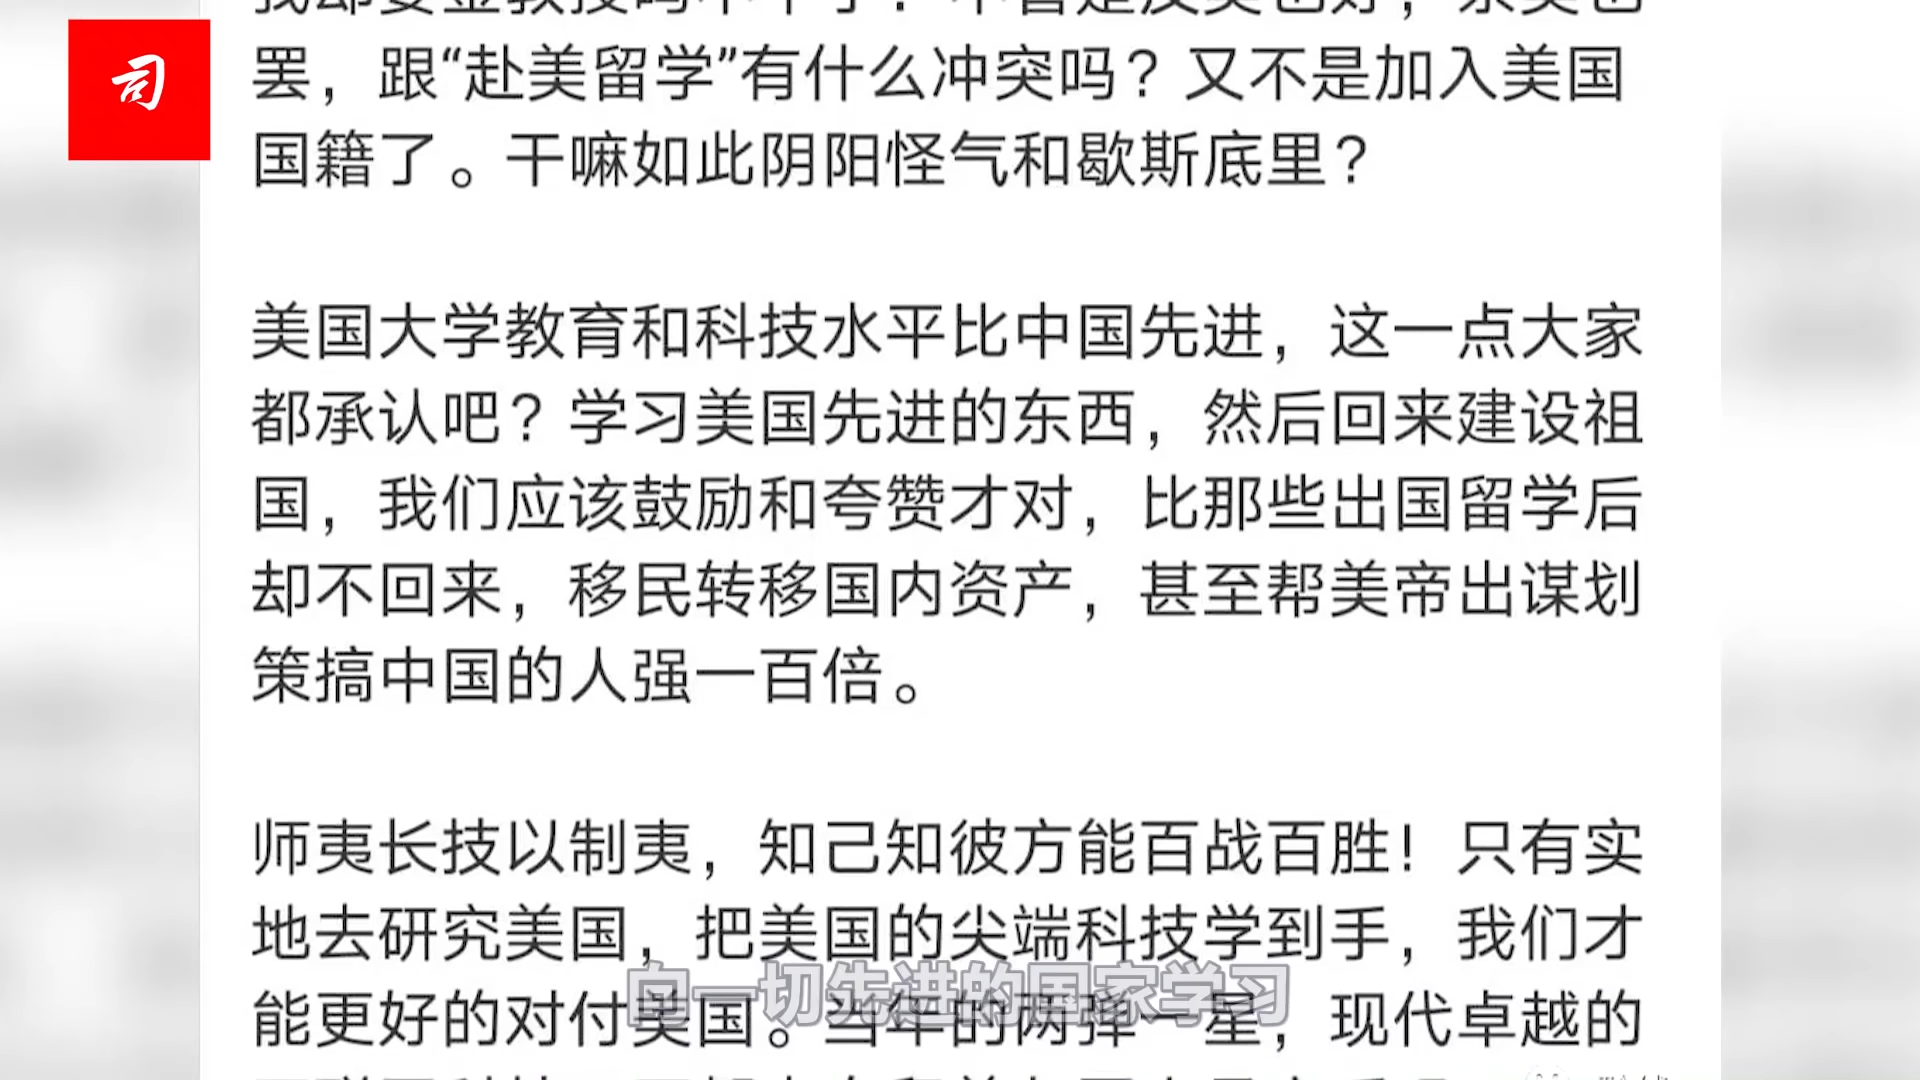 司
罢，跟“赴美留学”有什么冲突吗？又不是加入美国
国籍了。干嘛如此阴阳怪气和歇斯底里？
美国大学教育和科技水平比中国先进，这一点大家
都承认吧？学习美国先进的东西，然后回来建设祖
国，我们应该鼓励和夸赞才对，比那些出国留学后
却不回来，移民转移国内资产，甚至帮美帝出谋划
策搞中国的人强一百倍。
师夷长技以制夷，知己知彼方能百战百胜！只有实
地去研究美国，把美国的尖端科技学到手，我们才
向一切先进的国家学习
能更好的对付美国。当年的两弹一星，现代卓越的